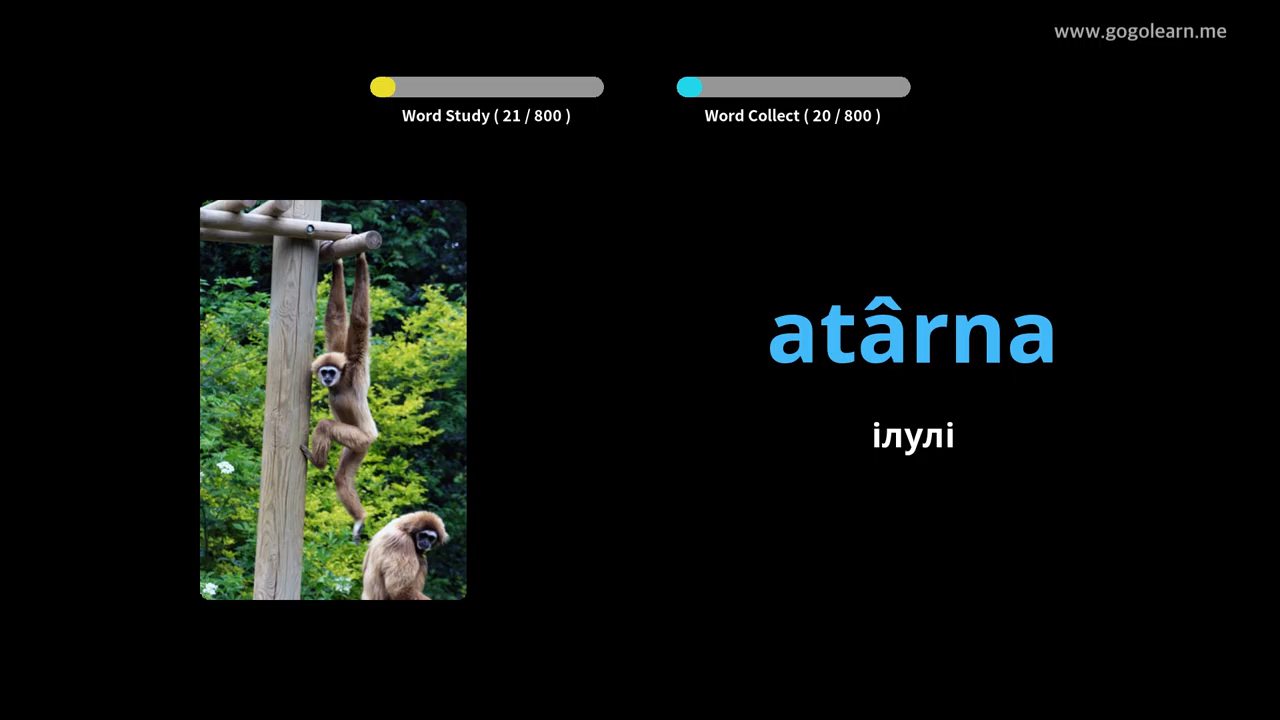 www.gogolearn.me
Word Study ( 21 / 800 )
Word Collect ( 20 / 800 )
atârna
ілулі